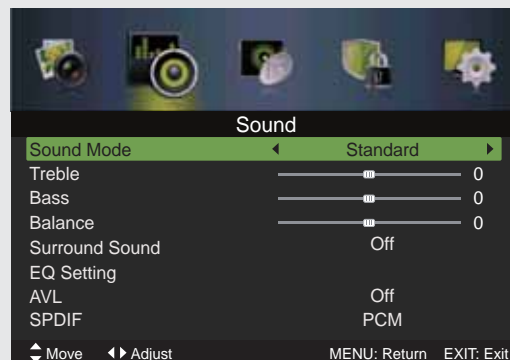 Sound
Sound Mode Standard
Treble 0
Bass 0
Balance 0
Surround Sound Off
EQ Setting
AVL Off
SPDIF PCM
Move Adjust MENU: Return EXIT: Exit